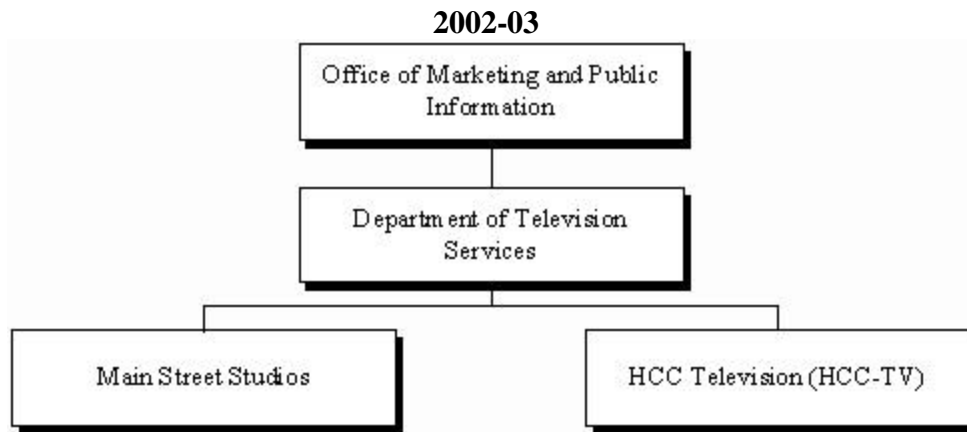 2002-03
Office of Marketing and Public
Information
Department of Television
Services
Main Street Studios
HCC Television (HCC-TV)